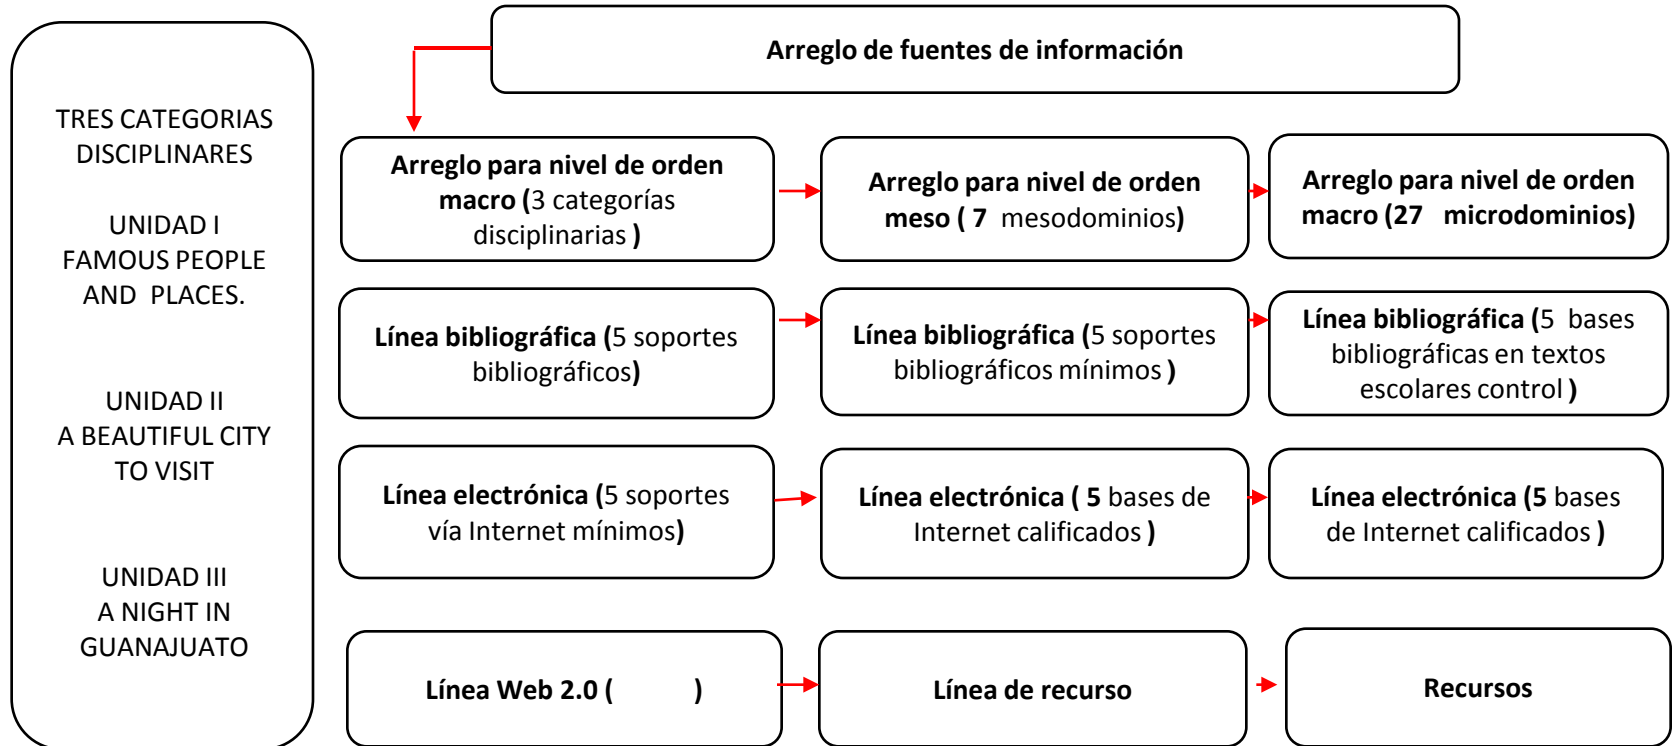 TRES CATEGORIAS
DISCIPLINARES
UNIDAD I
FAMOUS PEOPLE
AND PLACES.
UNIDAD II
A BEAUTIFUL CITY
TO VISIT
UNIDAD III
A NIGHT IN
GUANAJUATO
Arreglo de fuentes de información
Arreglo para nivel de orden
macro (3 categorías
disciplinarias )
Arreglo para nivel de orden
meso ( 7 mesodominios)
Arreglo para nivel de orden
macro (27 microdominios)
Línea bibliográfica (5 soportes
bibliográficos)
Línea bibliográfica (5 soportes
bibliográficos mínimos )
Línea bibliográfica (5 bases
bibliográficas en textos
escolares control )
Línea electrónica (5 soportes
vía Internet mínimos)
Línea electrónica ( 5 bases de
Internet calificados )
Línea electrónica (5 bases
de Internet calificados )
Línea Web 2.0 ( )
Línea de recurso
Recursos